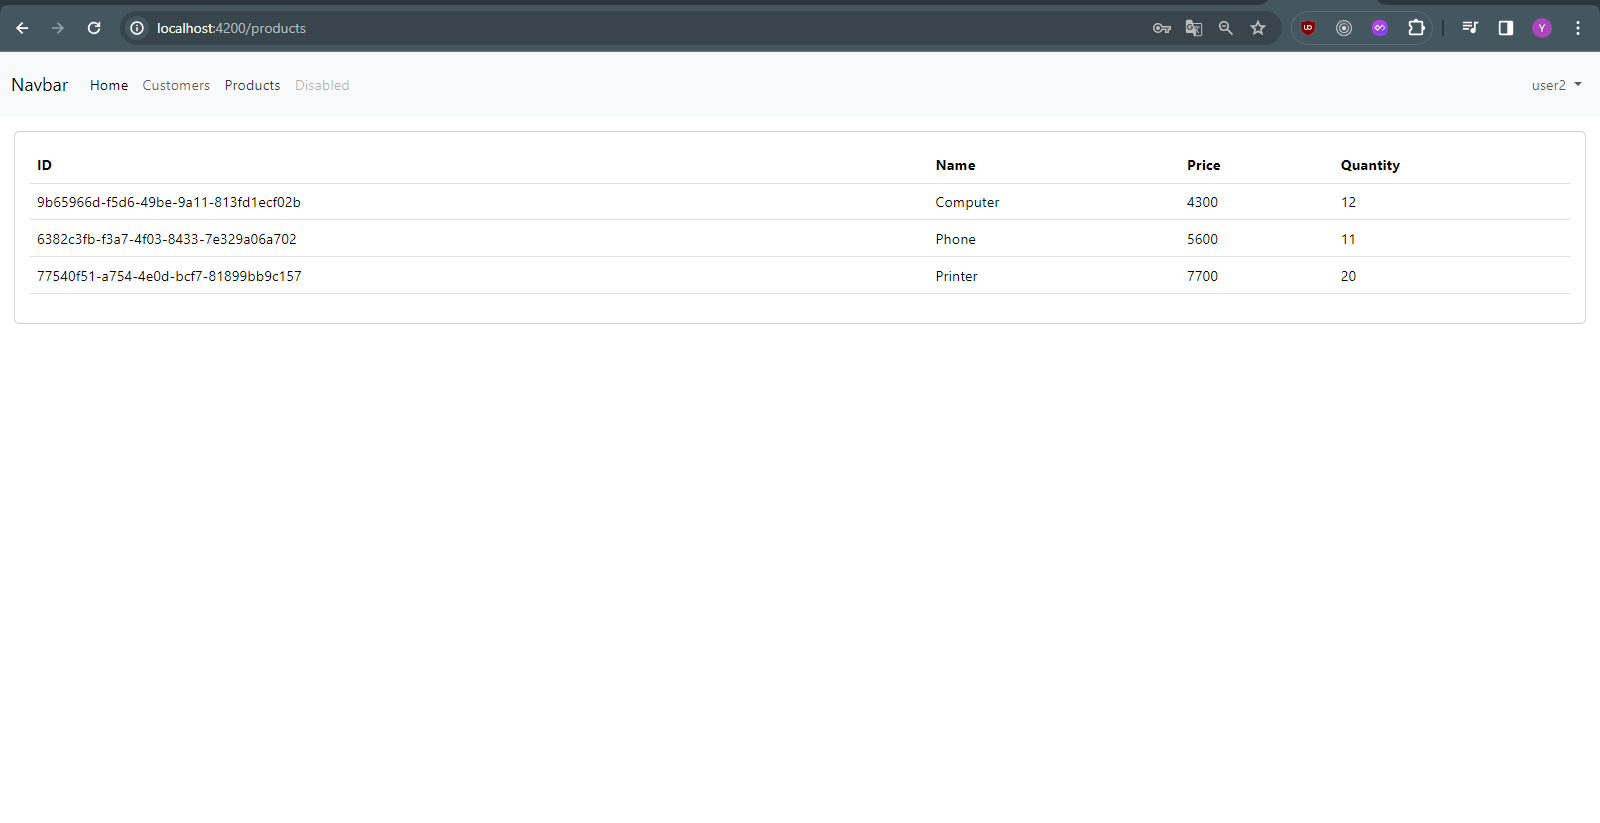 localhost:4200/products
Navbar Home Customers Products Disabled user2
ID Name Price Quantity
9b65966d-f5d6-49be-9a11-813fd1ecf02b Computer 4300 12
6382c3fb-f3a7-4f03-8433-7e329a06a702 Phone 5600 11
77540f51-a754-4e0d-bcf7-81899bb9c157 Printer 7700 20
Y